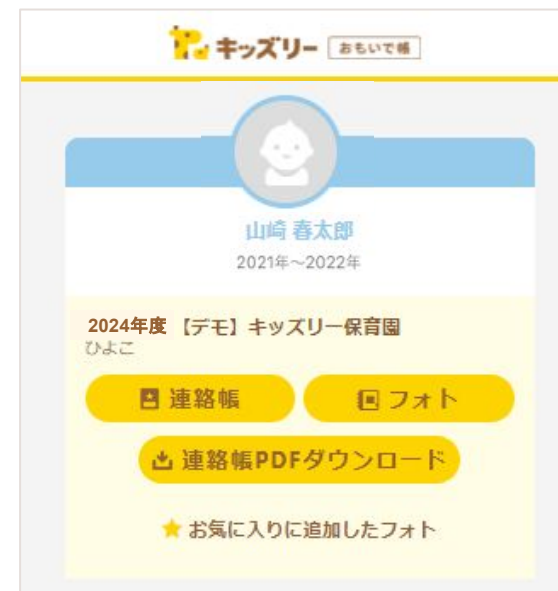 キッズリー おもいで帳
山崎 春太郎
2021年～2022年
2024年度 【デモ】キッズリー保育園
ひよこ
連絡帳 フォト
連絡帳PDFダウンロード
お気に入りに追加したフォト